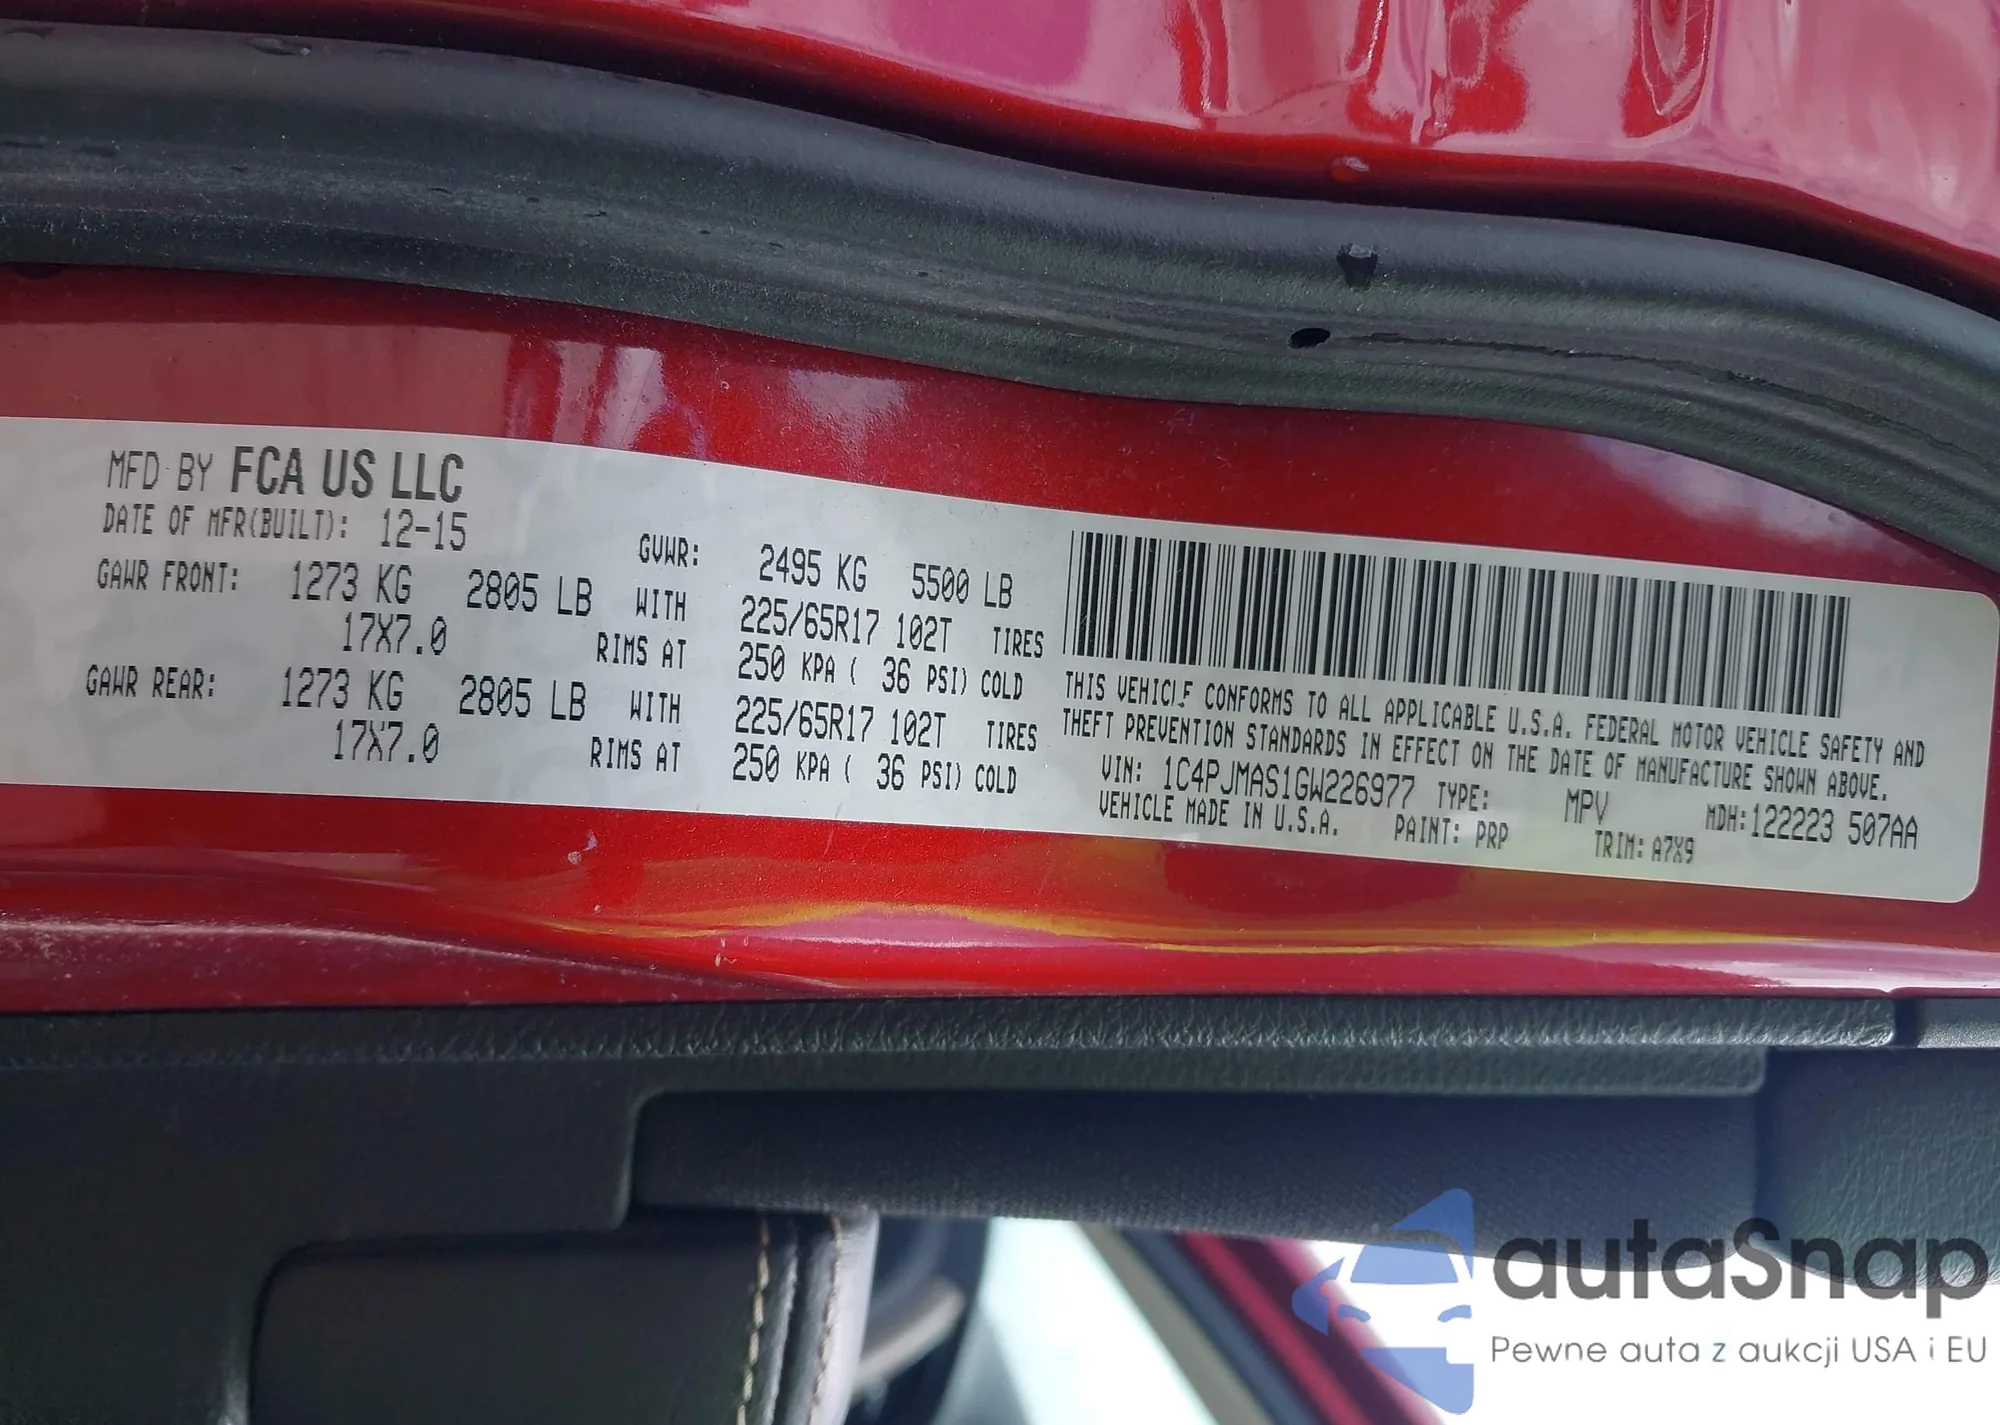 MFD BY FCA US LLC
DATE OF MFR(BUILT): 12-15
GVWR: 2495 KG 5500 LB
GAWR FRONT: 1273 KG 2805 LB WITH 225/65R17 102T TIRES
17X7.0 RIMS AT 250 KPA ( 36 PSI) COLD
GAWR REAR: 1273 KG 2805 LB WITH 225/65R17 102T TIRES
17X7.0 RIMS AT 250 KPA ( 36 PSI) COLD
THIS VEHICLE CONFORMS TO ALL APPLICABLE U.S.A. FEDERAL MOTOR VEHICLE SAFETY AND
THEFT PREVENTION STANDARDS IN EFFECT ON THE DATE OF MANUFACTURE SHOWN ABOVE.
VIN: 1C4PJMAS1GW226977 TYPE: MPV MDH:122223 507AA
VEHICLE MADE IN U.S.A. PAINT: PRP TRIM: A7X9
autaSnap
Pewne auta z aukcji USA i EU